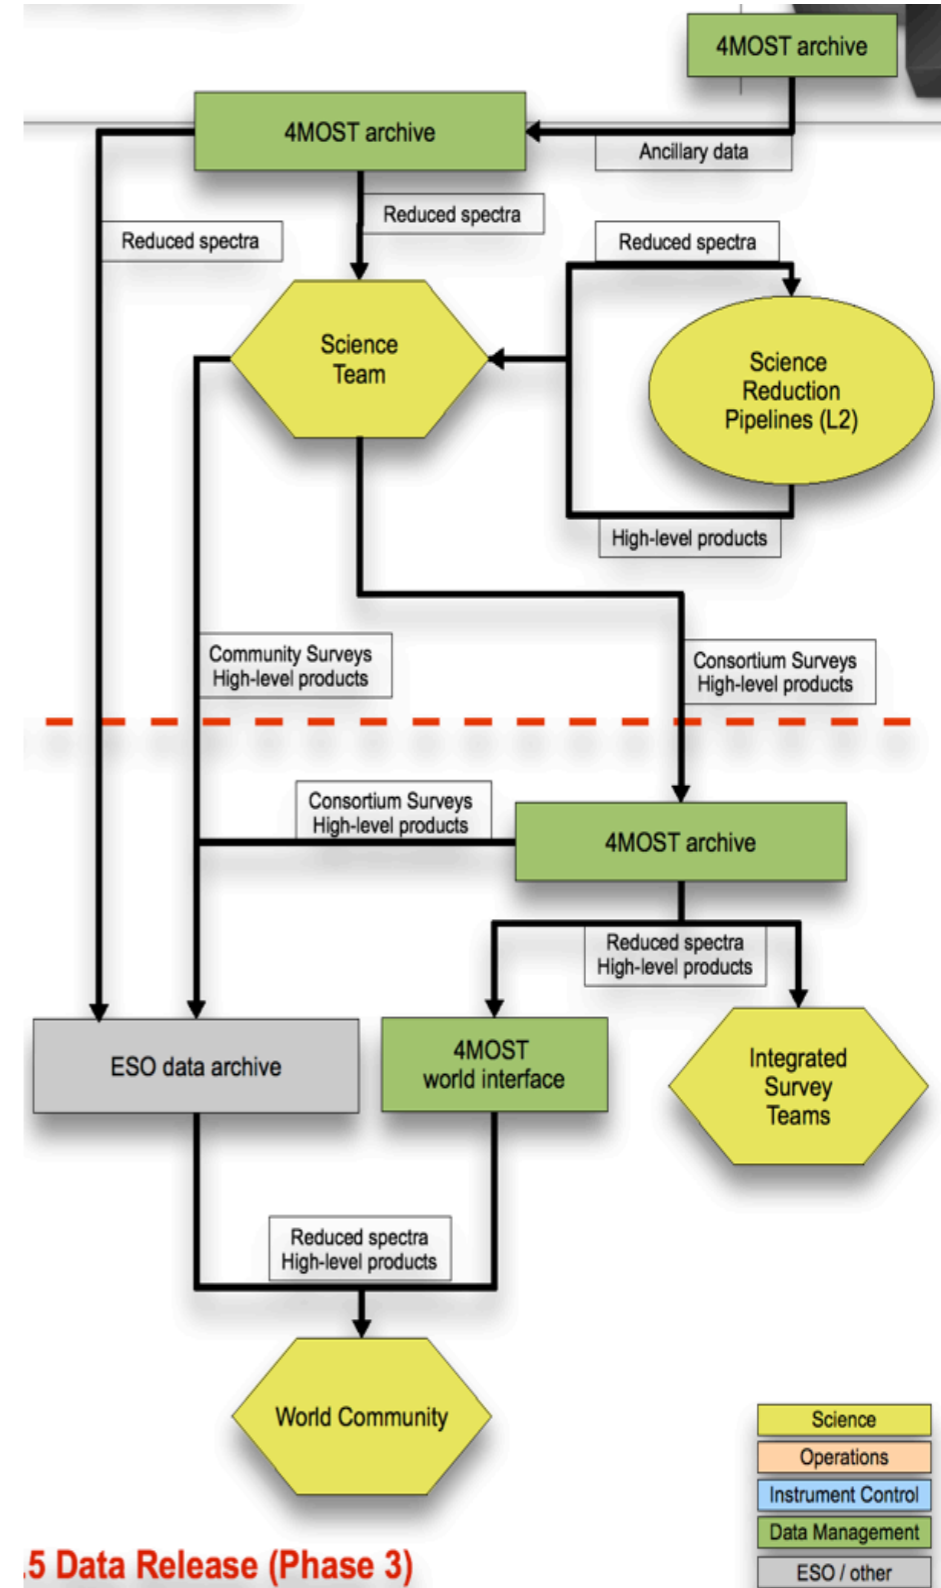 4MOST archive
4MOST archive
Ancillary data
Reduced spectra
Reduced spectra
Reduced spectra
Science
Team
Science
Reduction
Pipelines (L2)
High-level products
Community Surveys
High-level products
Consortium Surveys
High-level products
Consortium Surveys
High-level products
4MOST archive
Reduced spectra
High-level products
ESO data archive
4MOST
world interface
Integrated
Survey
Teams
Reduced spectra
High-level products
World Community
Science
Operations
Instrument Control
Data Management
ESO / other
.5 Data Release (Phase 3)